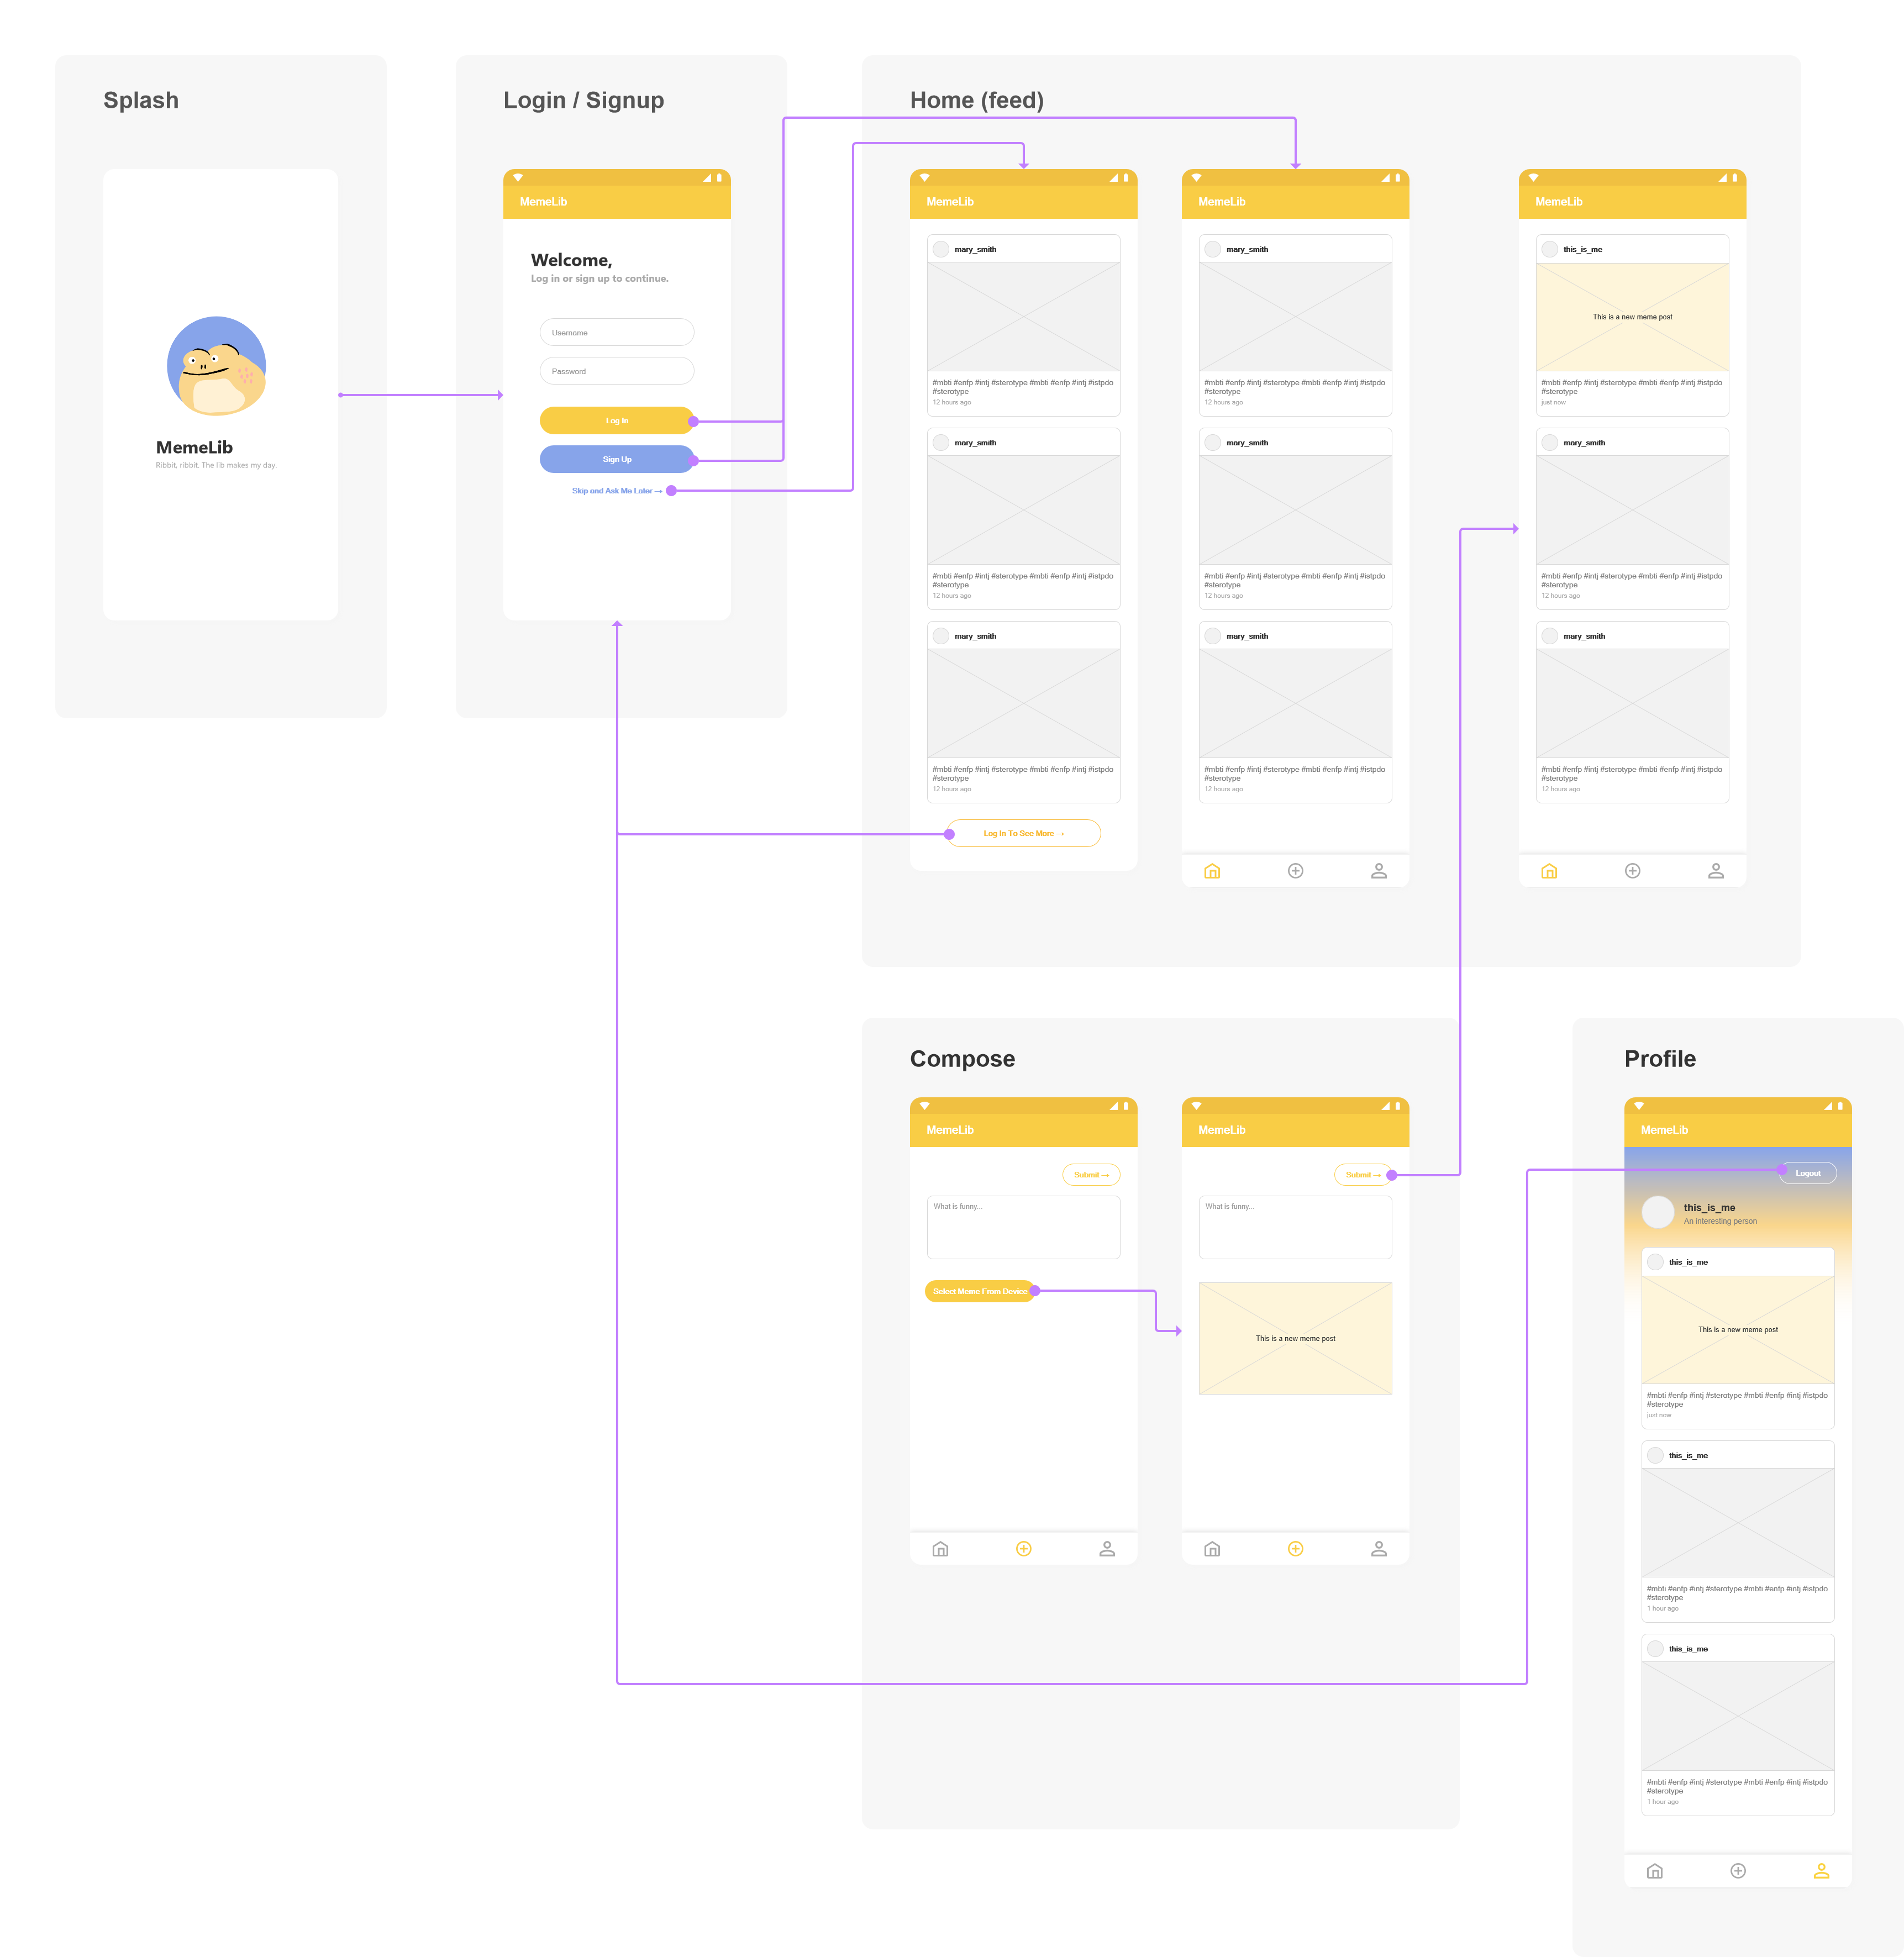 Splash
MemeLib
Ribbit, ribbit. The lib makes my day.
Login / Signup
MemeLib
Welcome,
Log in or sign up to continue.
Username
Password
Log In
Sign Up
Skip and Ask Me Later →
Home (feed)
MemeLib
mary_smith
#mbti #enfp #intj #sterotype #mbti #enfp #intj #istpdo
#sterotype
12 hours ago
mary_smith
#mbti #enfp #intj #sterotype #mbti #enfp #intj #istpdo
#sterotype
12 hours ago
mary_smith
#mbti #enfp #intj #sterotype #mbti #enfp #intj #istpdo
#sterotype
12 hours ago
Log In To See More →
MemeLib
mary_smith
#mbti #enfp #intj #sterotype #mbti #enfp #intj #istpdo
#sterotype
12 hours ago
mary_smith
#mbti #enfp #intj #sterotype #mbti #enfp #intj #istpdo
#sterotype
12 hours ago
mary_smith
#mbti #enfp #intj #sterotype #mbti #enfp #intj #istpdo
#sterotype
12 hours ago
MemeLib
this_is_me
This is a new meme post
#mbti #enfp #intj #sterotype #mbti #enfp #intj #istpdo
#sterotype
just now
mary_smith
#mbti #enfp #intj #sterotype #mbti #enfp #intj #istpdo
#sterotype
12 hours ago
mary_smith
#mbti #enfp #intj #sterotype #mbti #enfp #intj #istpdo
#sterotype
12 hours ago
Compose
MemeLib
Submit →
What is funny...
Select Meme From Device
MemeLib
Submit →
What is funny...
This is a new meme post
Profile
MemeLib
Logout
this_is_me
An interesting person
this_is_me
This is a new meme post
#mbti #enfp #intj #sterotype #mbti #enfp #intj #istpdo
#sterotype
just now
this_is_me
#mbti #enfp #intj #sterotype #mbti #enfp #intj #istpdo
#sterotype
1 hour ago
this_is_me
#mbti #enfp #intj #sterotype #mbti #enfp #intj #istpdo
#sterotype
1 hour ago